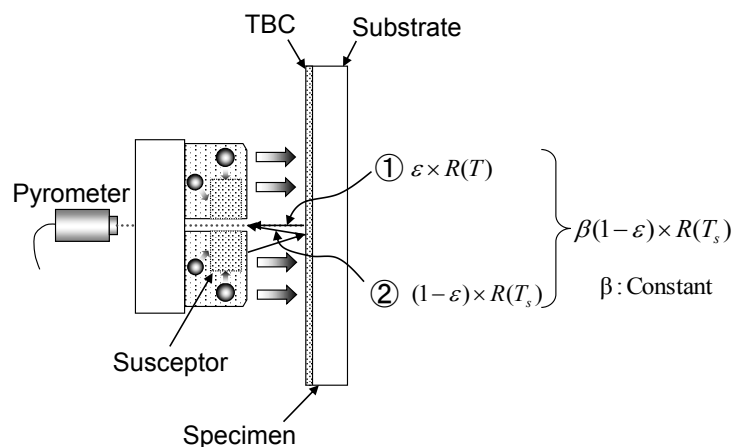 TBC
Substrate
① ε × R(T)
Pyrometer
β(1−ε) × R(Tₛ)
② (1−ε) × R(Tₛ)
β : Constant
Susceptor
Specimen